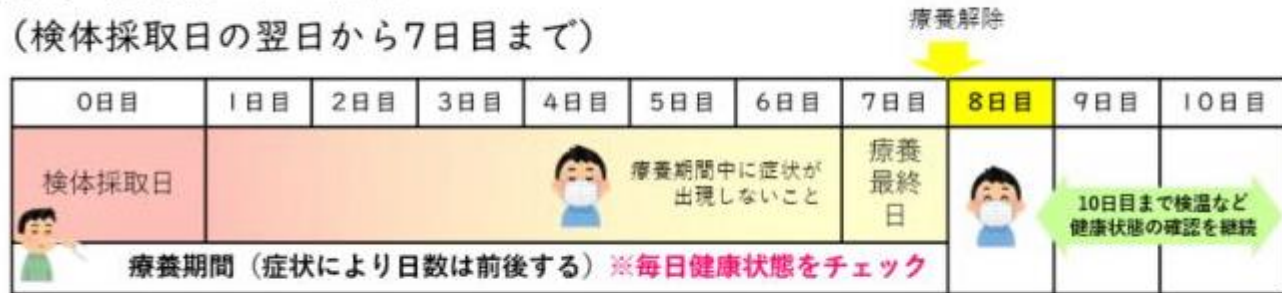 療養解除
(検体採取日の翌日から7日目まで)
0日目 1日目 2日目 3日目 4日目 5日目 6日目 7日目 8日目 9日目 10日目
検体採取日
療養期間中に症状が
出現しないこと
療養
最終
日
10日目まで検温など
健康状態の確認を継続
療養期間(症状により日数は前後する)※毎日健康状態をチェック